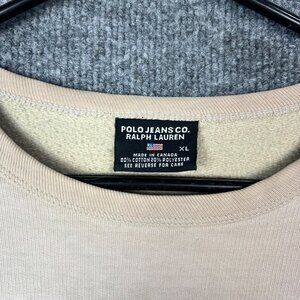 POLO JEANS CO.
RALPH LAUREN
XL
MADE IN CANADA
80% COTTON 20% POLYESTER
SEE REVERSE FOR CARE